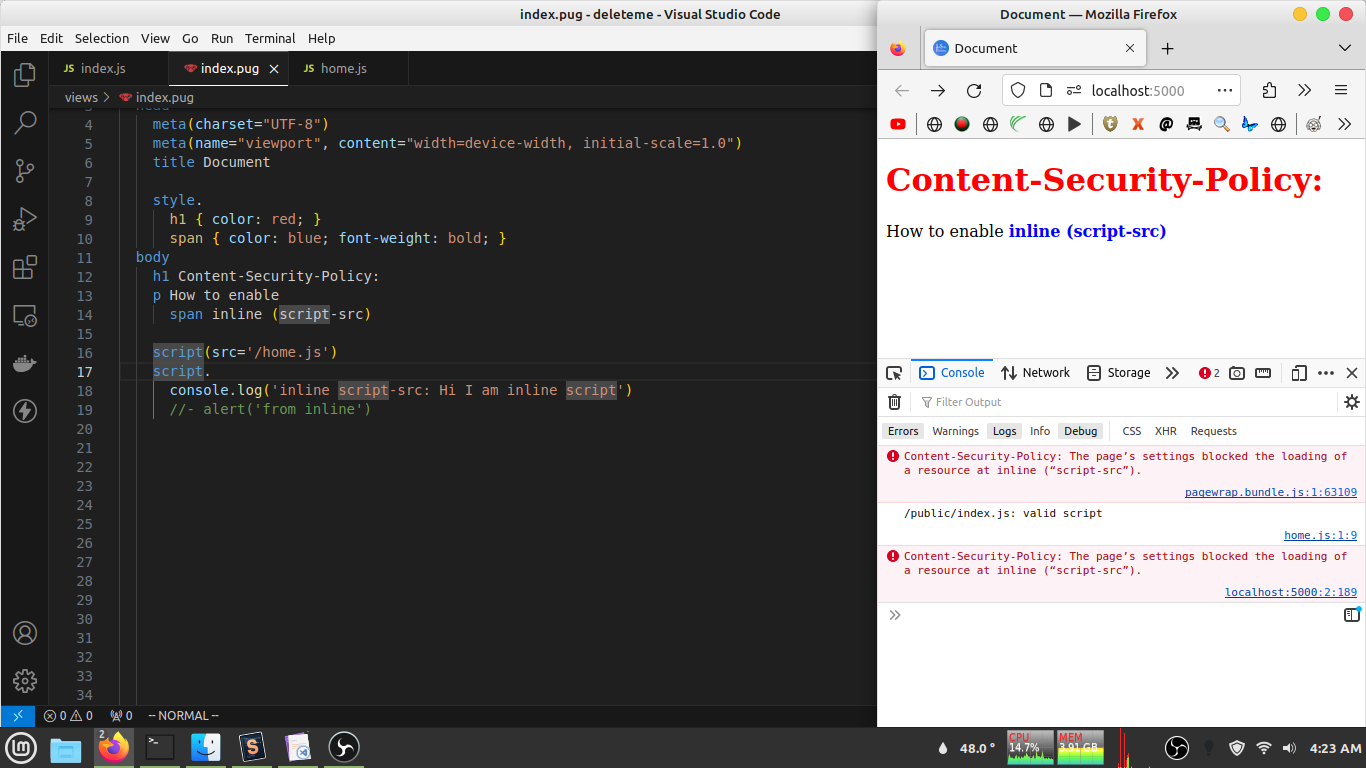 index.pug - deleteme - Visual Studio Code
File Edit Selection View Go Run Terminal Help
JS index.js index.pug JS home.js
views > index.pug
4 meta(charset="UTF-8")
5 meta(name="viewport", content="width=device-width, initial-scale=1.0")
6 title Document
7
8 style.
9 h1 { color: red; }
10 span { color: blue; font-weight: bold; }
11 body
12 h1 Content-Security-Policy:
13 p How to enable
14 span inline (script-src)
15
16 script(src='/home.js')
17 script.
18 console.log('inline script-src: Hi I am inline script')
19 //- alert('from inline')
20
21
22
23
24
25
26
27
28
29
30
31
32
33
34
0 0 0 -- NORMAL --
Document — Mozilla Firefox
Document
localhost:5000
Content-Security-Policy:
How to enable inline (script-src)
Console Network Storage 2
Filter Output
Errors Warnings Logs Info Debug CSS XHR Requests
Content-Security-Policy: The page’s settings blocked the loading of
a resource at inline (“script-src”).
pagewrap.bundle.js:1:63109
/public/index.js: valid script
home.js:1:9
Content-Security-Policy: The page’s settings blocked the loading of
a resource at inline (“script-src”).
localhost:5000:2:189
2
48.0 °
CPU
14.7%
MEM
3.91 GB
4:23 AM